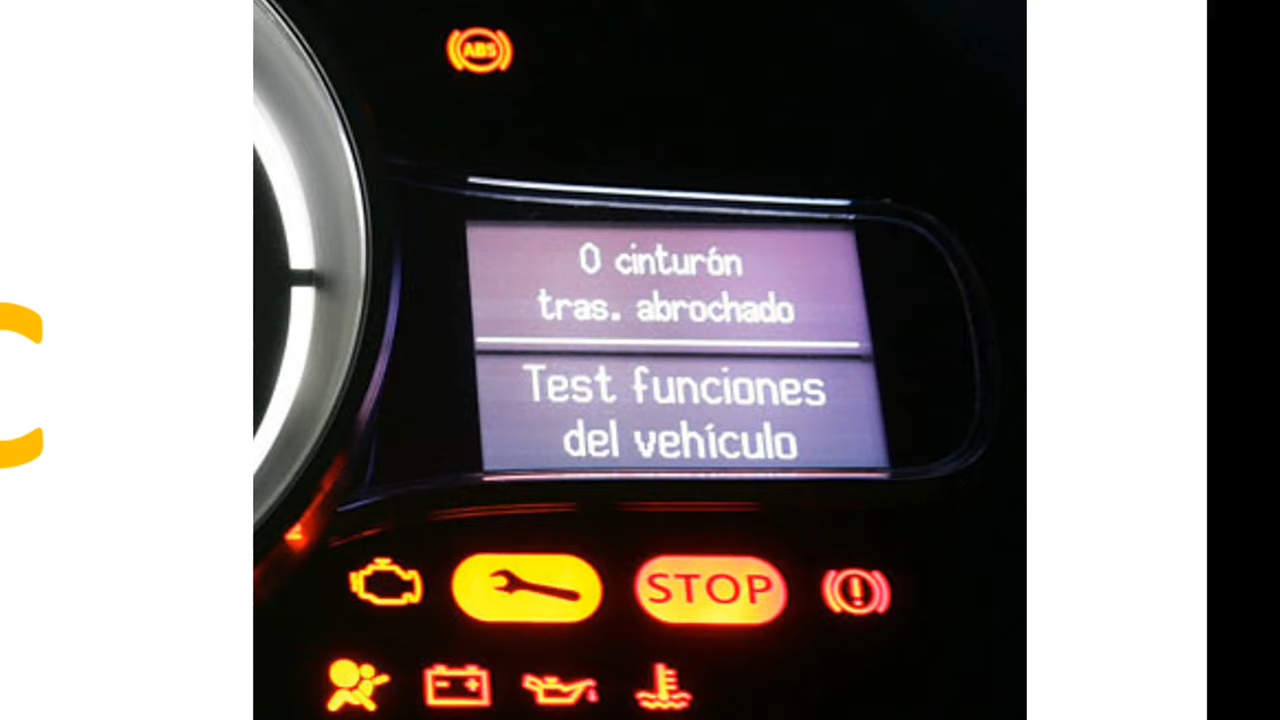 ABS
0 cinturón
tras. abrochado
Test funciones
del vehículo
STOP